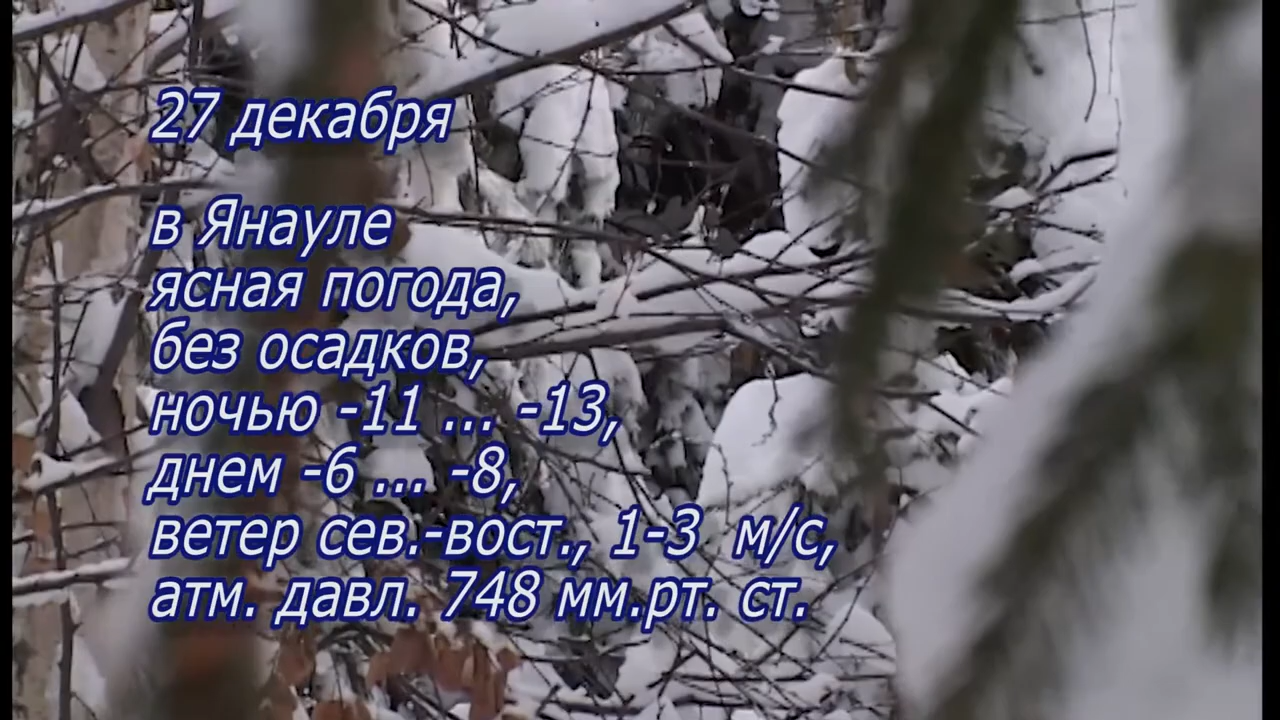 27 декабря
в Янауле
ясная погода,
без осадков,
ночью -11 ... -13,
днем -6 ... -8,
ветер сев.-вост., 1-3 м/с,
атм. давл. 748 мм.рт. ст.